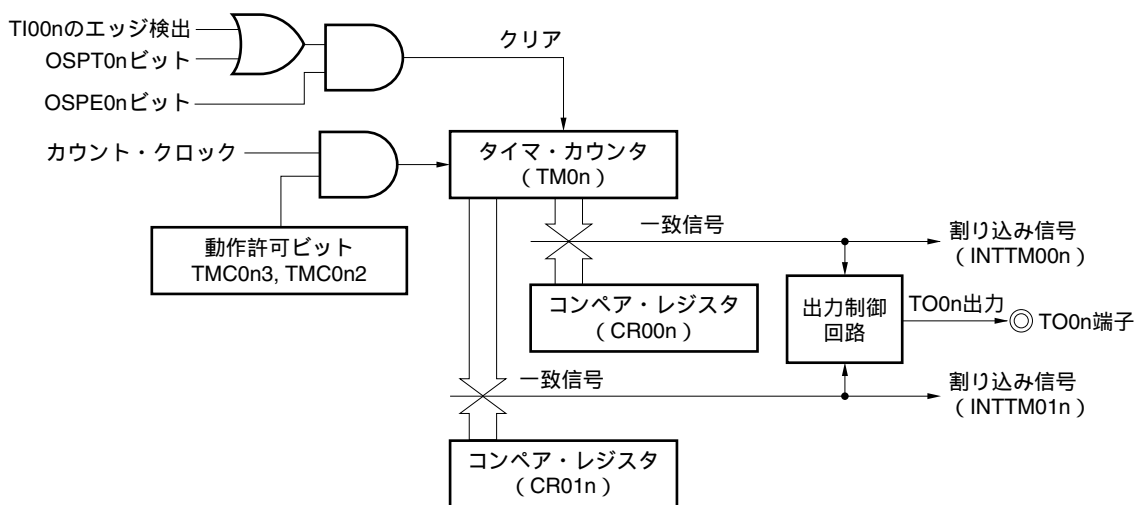 TI00nのエッジ検出
OSPT0nビット
OSPE0nビット
クリア
カウント・クロック
タイマ・カウンタ
（TM0n）
動作許可ビット
TMC0n3, TMC0n2
一致信号
割り込み信号
（INTTM00n）
コンペア・レジスタ
（CR00n）
出力制御
回路
TO0n出力
TO0n端子
一致信号
割り込み信号
（INTTM01n）
コンペア・レジスタ
（CR01n）